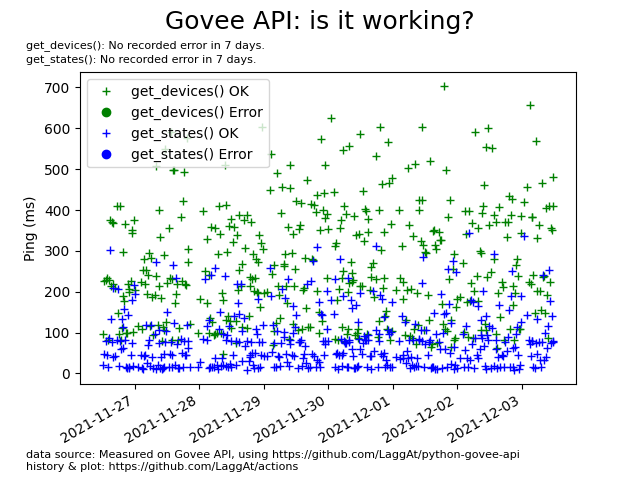 Govee API: is it working?
get_devices(): No recorded error in 7 days.
get_states(): No recorded error in 7 days.
get_devices() OK
get_devices() Error
get_states() OK
get_states() Error
Ping (ms)
700
600
500
400
300
200
100
0
2021-11-27
2021-11-28
2021-11-29
2021-11-30
2021-12-01
2021-12-02
2021-12-03
data source: Measured on Govee API, using https://github.com/LaggAt/python-govee-api
history & plot: https://github.com/LaggAt/actions